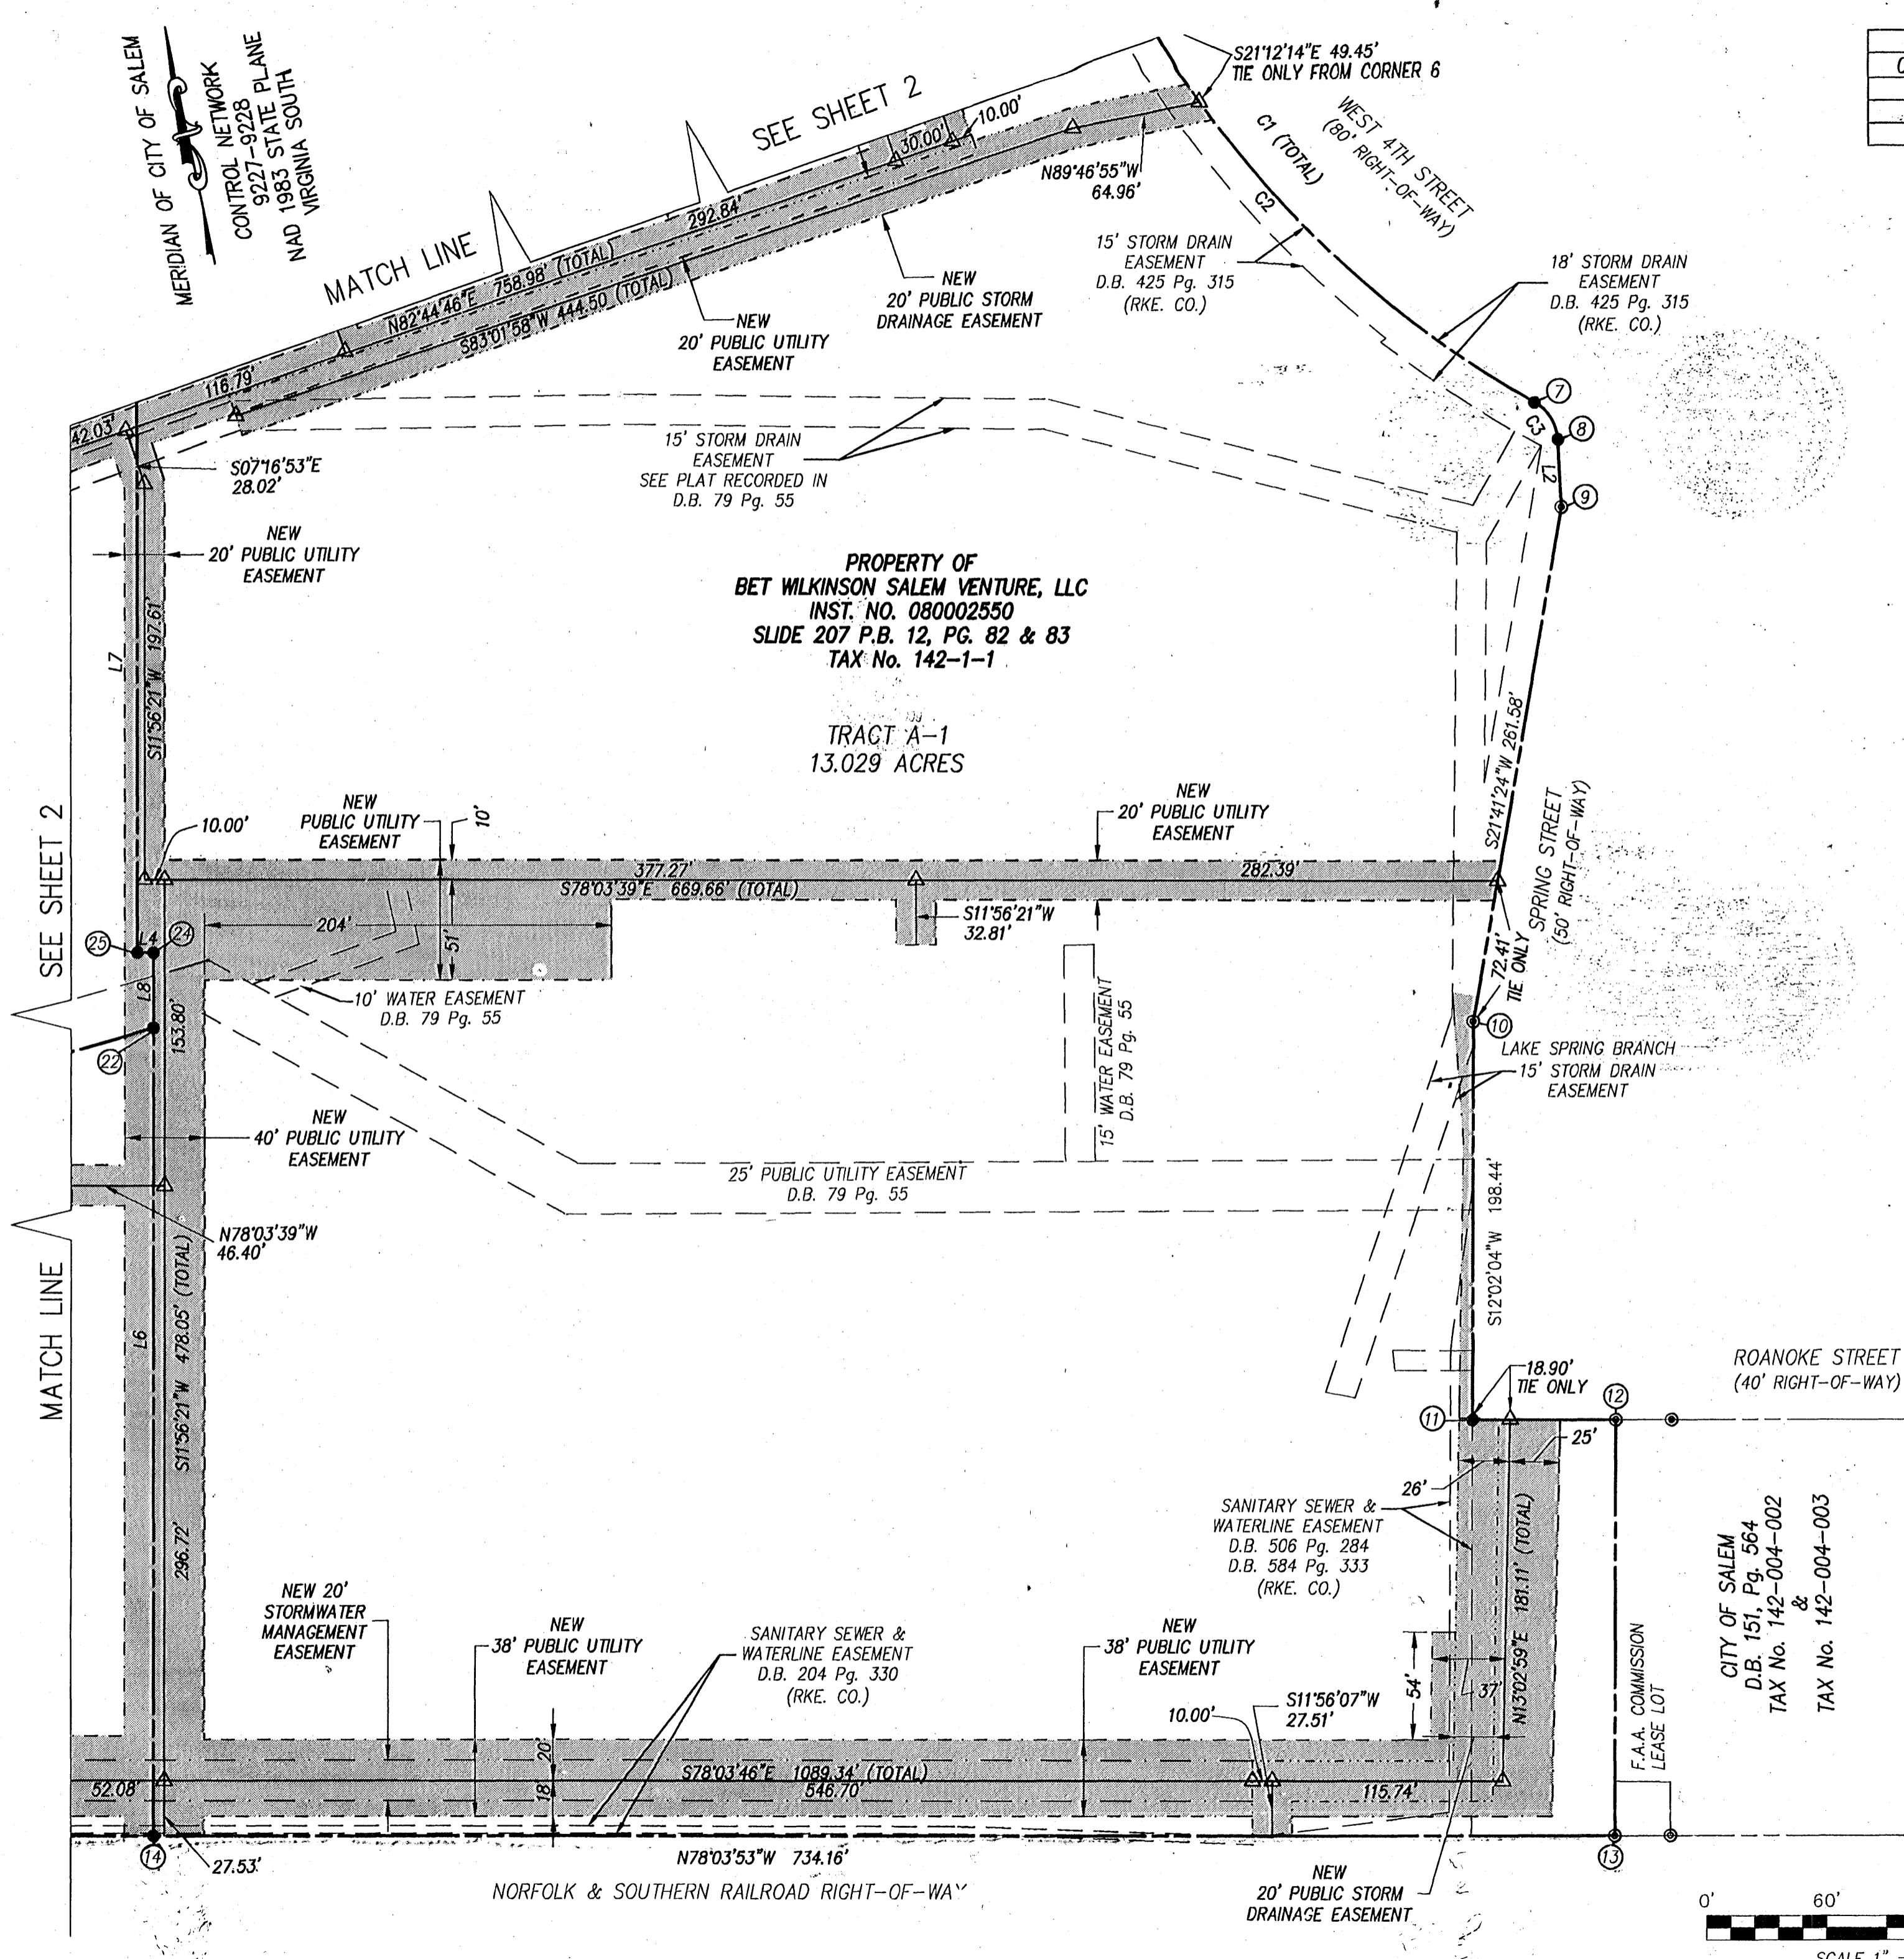 MERIDIAN OF CITY OF SALEM
CONTROL NETWORK
9227-9228
NAD 1983 STATE PLANE
VIRGINIA SOUTH
MATCH LINE
SEE SHEET 2
S21°12'14"E 49.45'
TIE ONLY FROM CORNER 6
WEST 4TH STREET
(80' RIGHT-OF-WAY)
C1 (TOTAL)
C2
30.00'
10.00'
N89°46'55"W
64.96'
292.84'
N82°44'46"E 758.98' (TOTAL)
S83°01'58"W 444.50 (TOTAL)
116.79'
42.03'
NEW
20' PUBLIC STORM
DRAINAGE EASEMENT
NEW
20' PUBLIC UTILITY
EASEMENT
15' STORM DRAIN
EASEMENT
D.B. 425 Pg. 315
(RKE. CO.)
18' STORM DRAIN
EASEMENT
D.B. 425 Pg. 315
(RKE. CO.)
7
C3
8
L2
9
S07°16'53"E
28.02'
15' STORM DRAIN
EASEMENT
SEE PLAT RECORDED IN
D.B. 79 Pg. 55
NEW
20' PUBLIC UTILITY
EASEMENT
PROPERTY OF
BET WILKINSON SALEM VENTURE, LLC
INST. NO. 080002550
SLIDE 207 P.B. 12, PG. 82 & 83
TAX No. 142-1-1
TRACT A-1
13.029 ACRES
L7
S11°56'21"W 197.61'
S21°41'24"W 261.58'
SPRING STREET
(50' RIGHT-OF-WAY)
SEE SHEET 2
MATCH LINE
10.00'
NEW
PUBLIC UTILITY
EASEMENT
10'
NEW
20' PUBLIC UTILITY
EASEMENT
377.27'
282.39'
S78°03'39"E 669.66' (TOTAL)
S11°56'21"W
32.81'
204'
51'
25
L4
24
L8
22
153.80'
72.41'
TIE ONLY
10
10' WATER EASEMENT
D.B. 79 Pg. 55
15' WATER EASEMENT
D.B. 79 Pg. 55
LAKE SPRING BRANCH
15' STORM DRAIN
EASEMENT
NEW
40' PUBLIC UTILITY
EASEMENT
25' PUBLIC UTILITY EASEMENT
D.B. 79 Pg. 55
N78°03'39"W
46.40'
S12°02'04"W 198.44'
L6
S11°56'21"W 478.05' (TOTAL)
296.72'
18.90'
TIE ONLY
11
12
ROANOKE STREET
(40' RIGHT-OF-WAY)
25'
26'
SANITARY SEWER &
WATERLINE EASEMENT
D.B. 506 Pg. 284
D.B. 584 Pg. 333
(RKE. CO.)
N13°02'59"E 181.11' (TOTAL)
CITY OF SALEM
D.B. 151, Pg. 564
TAX No. 142-004-002
&
TAX No. 142-004-003
F.A.A. COMMISSION
LEASE LOT
NEW 20'
STORMWATER
MANAGEMENT
EASEMENT
NEW
38' PUBLIC UTILITY
EASEMENT
SANITARY SEWER &
WATERLINE EASEMENT
D.B. 204 Pg. 330
(RKE. CO.)
NEW
38' PUBLIC UTILITY
EASEMENT
54'
37'
S11°56'07"W
27.51'
10.00'
20'
18'
S78°03'46"E 1089.34' (TOTAL)
546.70'
115.74'
52.08'
14
27.53'
N78°03'53"W 734.16'
NORFOLK & SOUTHERN RAILROAD RIGHT-OF-WAY
13
NEW
20' PUBLIC STORM
DRAINAGE EASEMENT
0'
60'
SCALE 1"